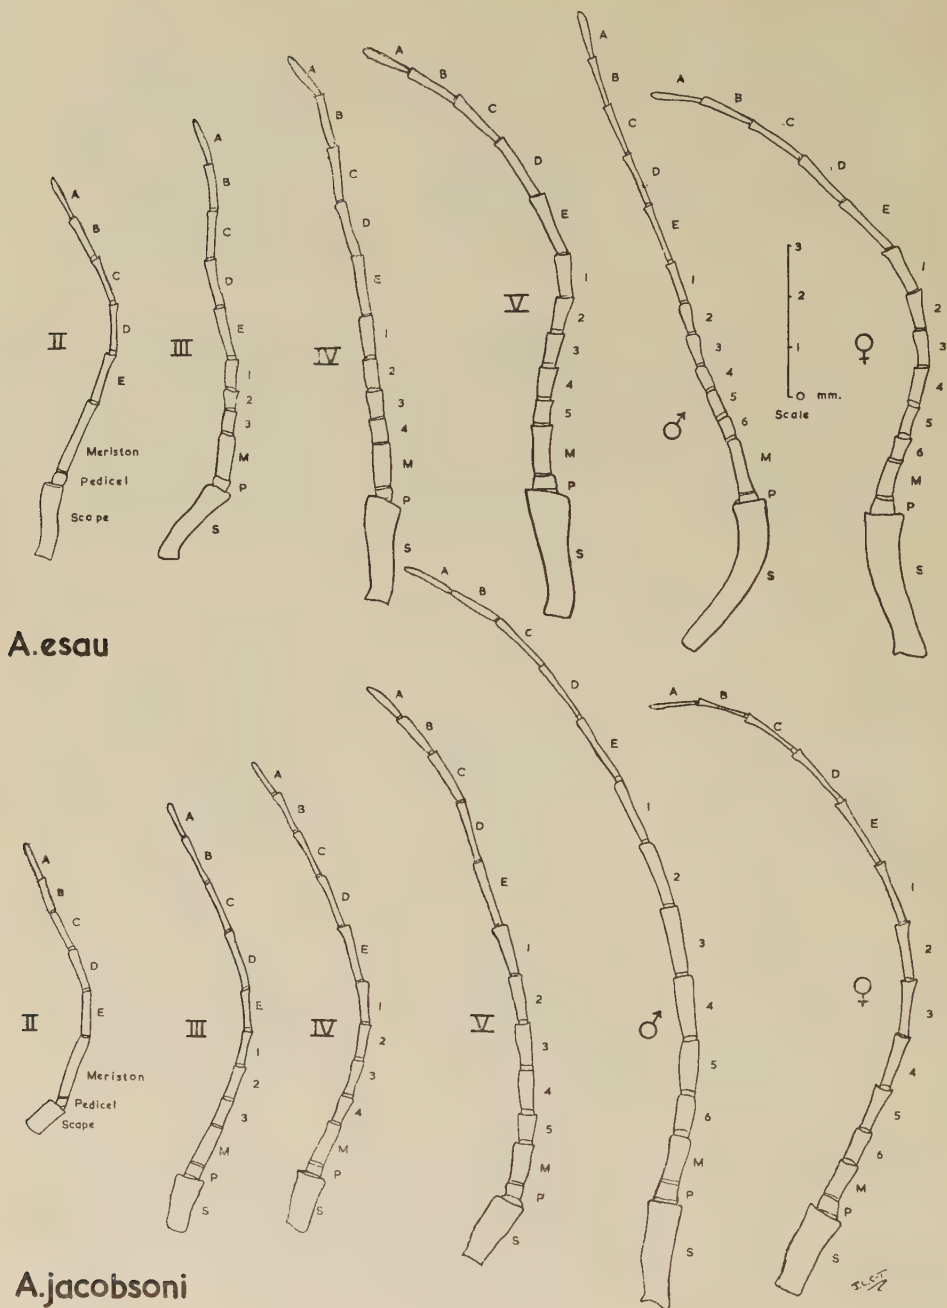 A
B
C
D
E
II
Meriston
Pedicel
Scape
A
B
C
D
E
III
1
2
3
M
P
S
A
B
C
D
E
IV
1
2
3
4
M
P
S
A
B
C
D
E
V
1
2
3
4
5
M
P
S
A
B
C
D
E
♂
1
2
3
4
5
6
M
P
S
3
2
1
0 mm.
Scale
A
B
C
D
E
♀
1
2
3
4
5
6
M
P
S
A.esau
A
B
C
D
E
II
Meriston
Pedicel
Scape
A
B
C
D
E
III
1
2
3
M
P
S
A
B
C
D
E
IV
1
2
3
4
M
P
S
A
B
C
D
E
V
1
2
3
4
5
M
P
S
A
B
C
D
E
♂
1
2
3
4
5
6
M
P
S
A
B
C
D
E
♀
1
2
3
4
5
6
M
P
S
A.jacobsoni